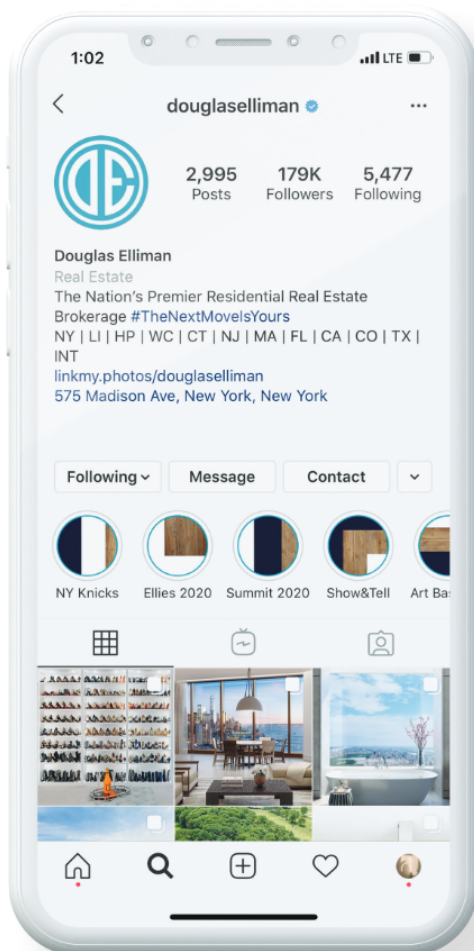 1:02
LTE
douglaselliman
DE
2,995 179K 5,477
Posts Followers Following
Douglas Elliman
Real Estate
The Nation's Premier Residential Real Estate
Brokerage #TheNextMoveIsYours
NY | LI | HP | WC | CT | NJ | MA | FL | CA | CO | TX |
INT
linkmy.photos/douglaselliman
575 Madison Ave, New York, New York
Following Message Contact
NY Knicks Ellies 2020 Summit 2020 Show&Tell Art Bas